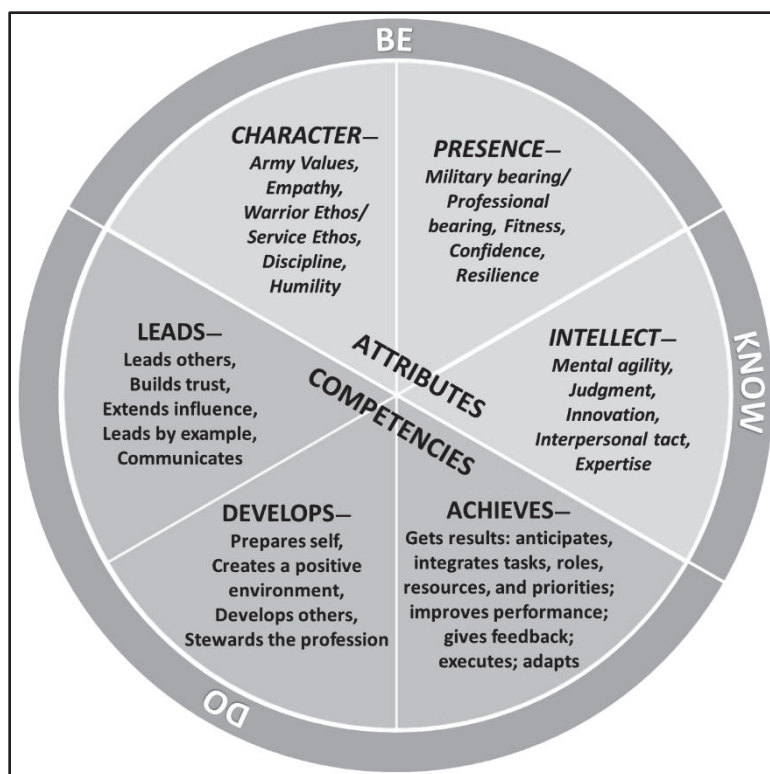 BE
CHARACTER—
Army Values,
Empathy,
Warrior Ethos/
Service Ethos,
Discipline,
Humility
PRESENCE—
Military bearing/
Professional
bearing, Fitness,
Confidence,
Resilience
KNOW
INTELLECT—
Mental agility,
Judgment,
Innovation,
Interpersonal tact,
Expertise
ATTRIBUTES
COMPETENCIES
LEADS—
Leads others,
Builds trust,
Extends influence,
Leads by example,
Communicates
DEVELOPS—
Prepares self,
Creates a positive
environment,
Develops others,
Stewards the profession
ACHIEVES—
Gets results: anticipates,
integrates tasks, roles,
resources, and priorities;
improves performance;
gives feedback;
executes; adapts
DO